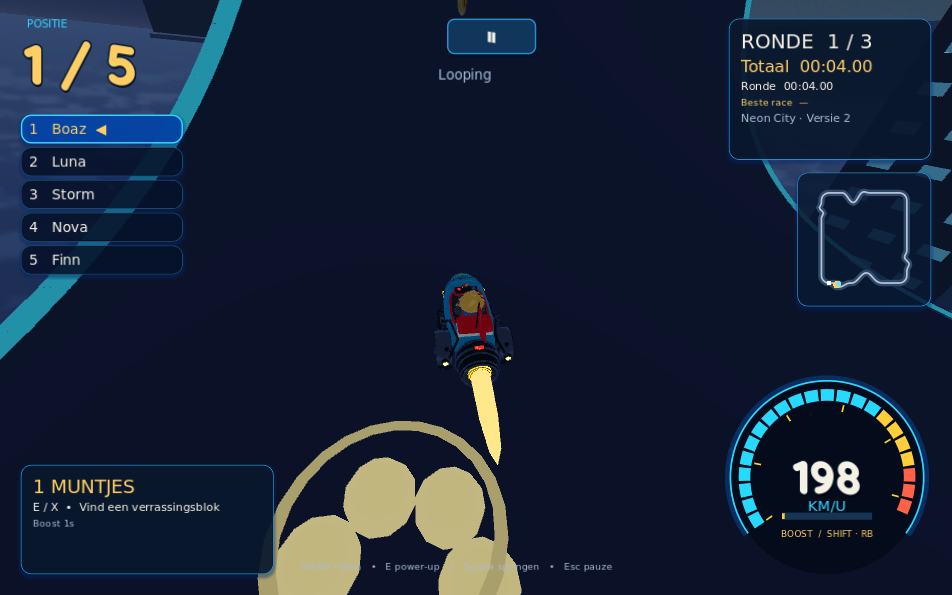 POSITIE
1 / 5
1 Boaz ◀
2 Luna
3 Storm
4 Nova
5 Finn
Looping
RONDE 1 / 3
Totaal 00:04.00
Ronde 00:04.00
Beste race —
Neon City · Versie 2
198
KM/U
BOOST / SHIFT · RB
1 MUNTJES
E / X • Vind een verrassingsblok
Boost 1s
• E power-up
• Esc pauze